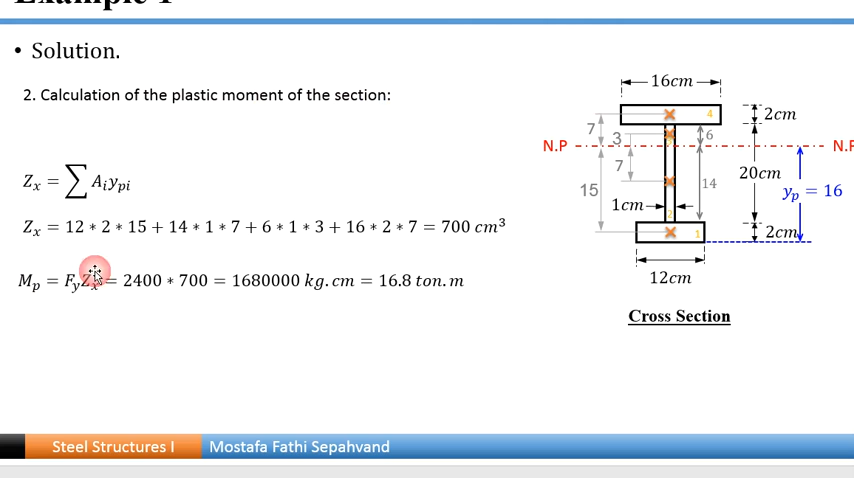 Example 1
• Solution.
2. Calculation of the plastic moment of the section:
Z_x = ∑ A_i y_pi
Z_x = 12 * 2 * 15 + 14 * 1 * 7 + 6 * 1 * 3 + 16 * 2 * 7 = 700 cm³
M_p = F_y Z_x = 2400 * 700 = 1680000 kg.cm = 16.8 ton.m
16cm
4
2cm
7
3
6
N.P
N.P
7
20cm
15
14
y_p = 16
1cm
2
1
2cm
12cm
Cross Section
Steel Structures I
Mostafa Fathi Sepahvand